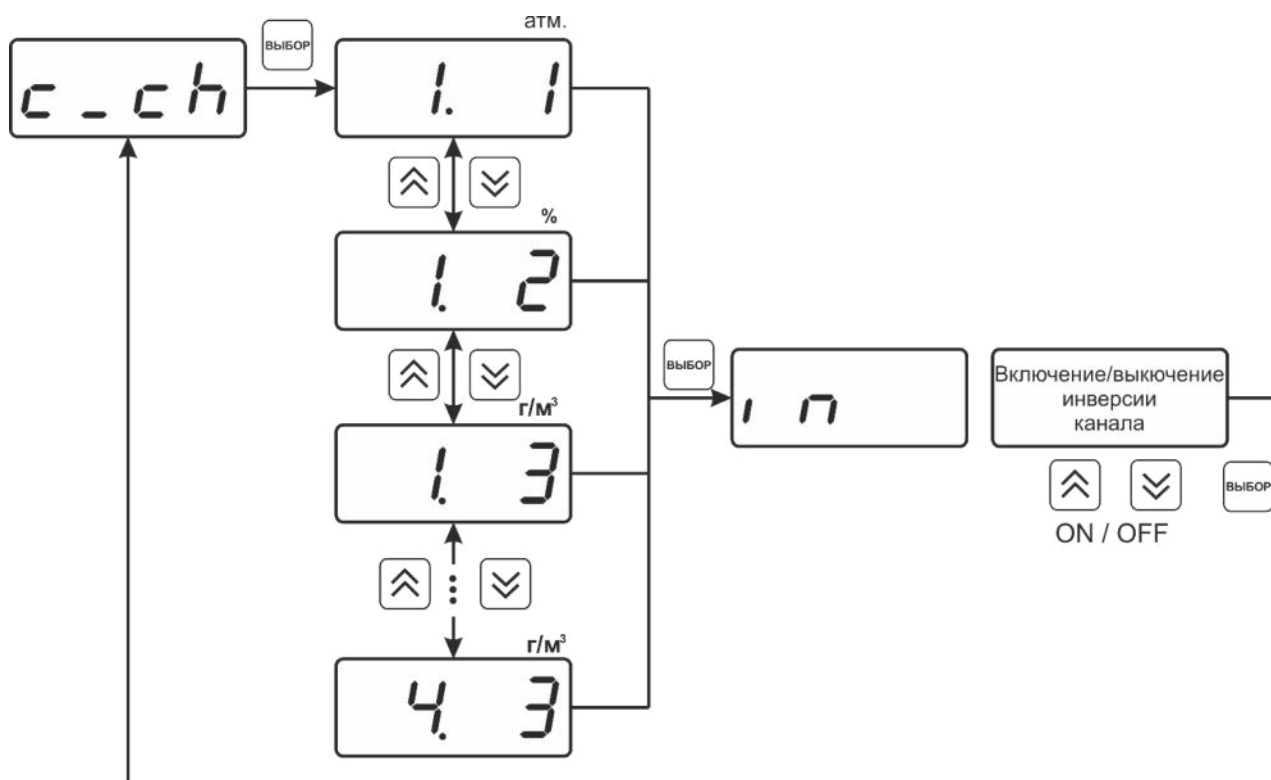 атм.
ВЫБОР
c_ch
1. 1
%
1. 2
г/м³
1. 3
г/м³
4. 3
ВЫБОР
ı n
Включение/выкючение
инверсии
канала
ВЫБОР
ON / OFF